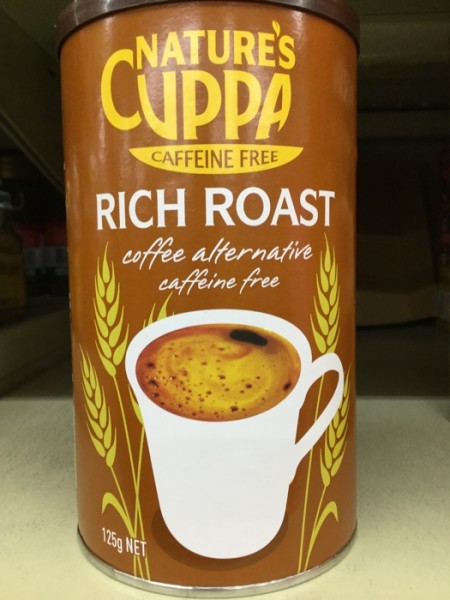 NATURE'S
CUPPA
CAFFEINE FREE
RICH ROAST
coffee alternative
caffeine free
125g NET